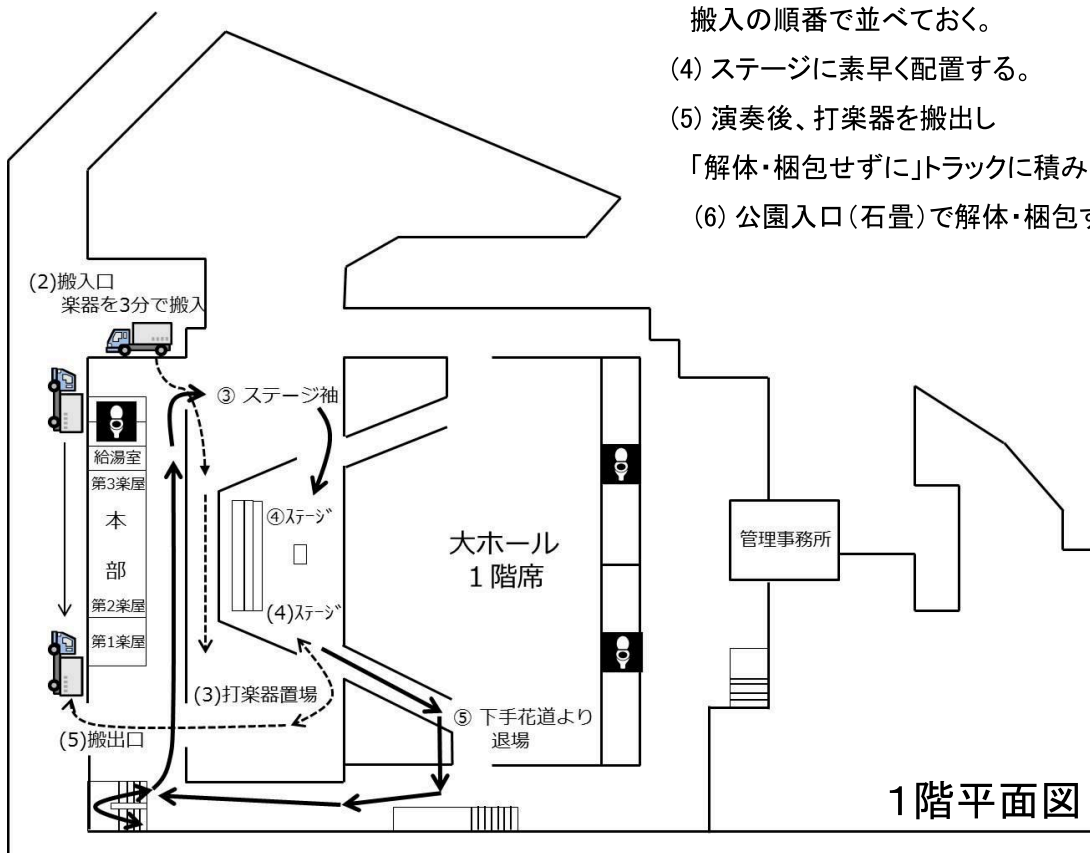 搬入の順番で並べておく。
(4) ステージに素早く配置する。
(5) 演奏後、打楽器を搬出し
「解体・梱包せずに」トラックに積み
(6) 公園入口(石畳)で解体・梱包す
(2)搬入口
楽器を3分で搬入
③ ステージ袖
給湯室
第3楽屋
本
部
第2楽屋
第1楽屋
④ステージ
(4)ステージ
大ホール
1階席
管理事務所
(3)打楽器置場
(5)搬出口
⑤ 下手花道より
退場
1階平面図